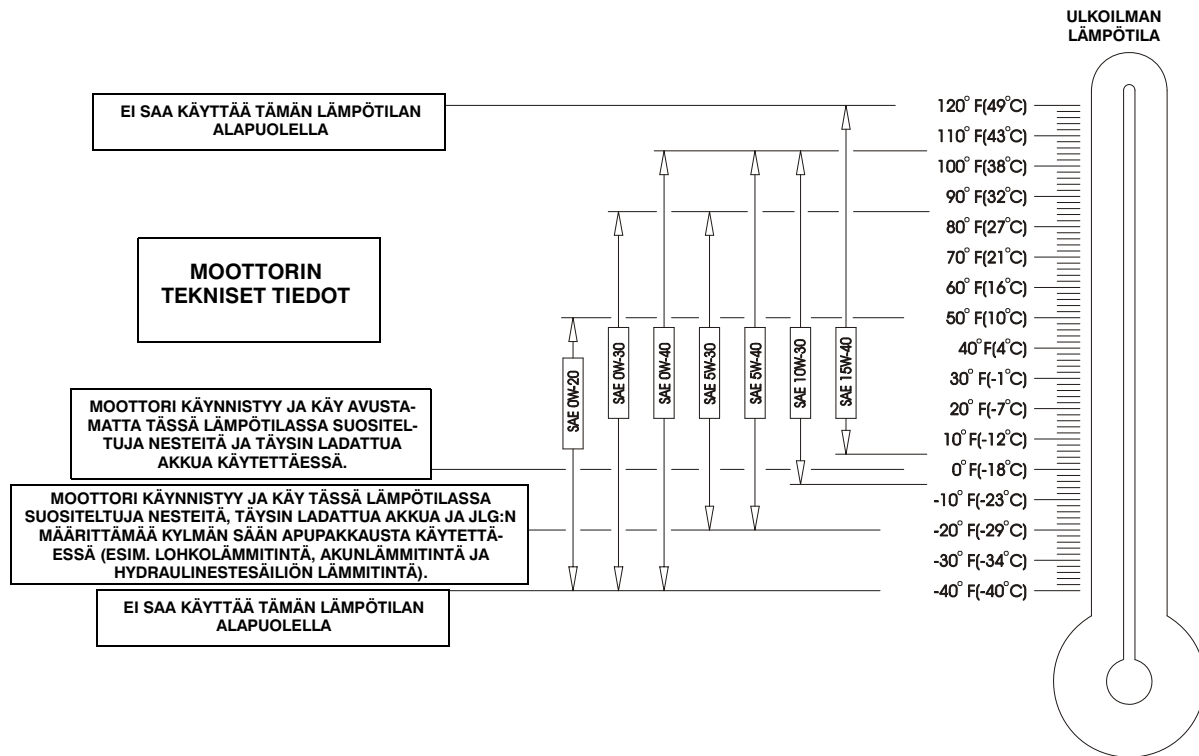 ULKOILMAN
LÄMPÖTILA
EI SAA KÄYTTÄÄ TÄMÄN LÄMPÖTILAN
ALAPUOLELLA
MOOTTORIN
TEKNISET TIEDOT
MOOTTORI KÄYNNISTYY JA KÄY AVUSTA-
MATTA TÄSSÄ LÄMPÖTILASSA SUOSITEL-
TUJA NESTEITÄ JA TÄYSIN LADATTUA
AKKUA KÄYTETTÄESSÄ.
MOOTTORI KÄYNNISTYY JA KÄY TÄSSÄ LÄMPÖTILASSA
SUOSITELTUJA NESTEITÄ, TÄYSIN LADATTUA AKKUA JA JLG:N
MÄÄRITTÄMÄÄ KYLMÄN SÄÄN APUPAKKAUSTA KÄYTETTÄ-
ESSÄ (ESIM. LOHKOLÄMMITINTÄ, AKUNLÄMMITINTÄ JA
HYDRAULINESTESÄILIÖN LÄMMITINTÄ).
EI SAA KÄYTTÄÄ TÄMÄN LÄMPÖTILAN
ALAPUOLELLA
SAE 0W-20
SAE 0W-30
SAE 0W-40
SAE 5W-30
SAE 5W-40
SAE 10W-30
SAE 15W-40
120° F(49°C)
110° F(43°C)
100° F(38°C)
90° F(32°C)
80° F(27°C)
70° F(21°C)
60° F(16°C)
50° F(10°C)
40° F(4°C)
30° F(-1°C)
20° F(-7°C)
10° F(-12°C)
0° F(-18°C)
-10° F(-23°C)
-20° F(-29°C)
-30° F(-34°C)
-40° F(-40°C)